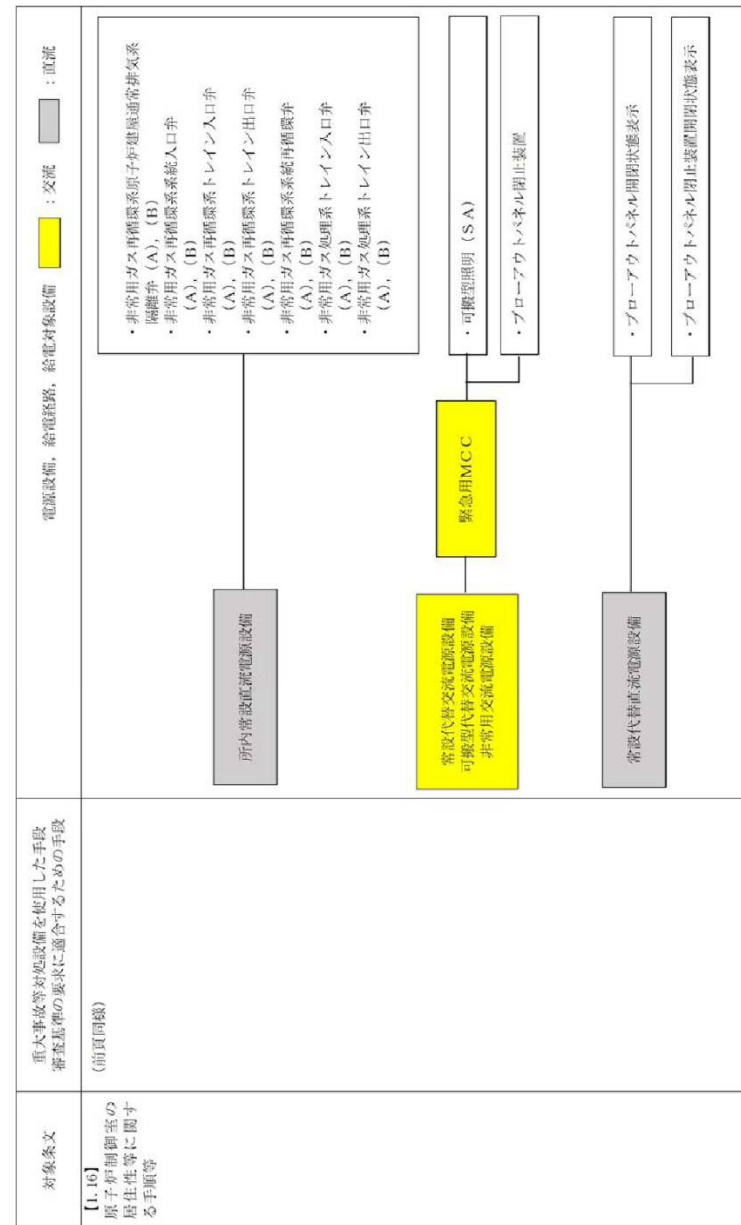 対象条文
重大事故等対処設備を使用した手段
審査基準の要求に適合するための手段
電源設備，給電経路，給電対象設備
：交流
：直流
【1.16】
原子炉制御室の
居住性等に関す
る手順等
(前頁同様)
所内常設直流電源設備
・非常用ガス再循環系原子炉建屋通常排気系
隔離弁 (A)，(B)
・非常用ガス再循環系系統入口弁
(A)，(B)
・非常用ガス再循環系トレイン入口弁
(A)，(B)
・非常用ガス再循環系トレイン出口弁
(A)，(B)
・非常用ガス再循環系系統再循環弁
(A)，(B)
・非常用ガス処理系トレイン入口弁
(A)，(B)
・非常用ガス処理系トレイン出口弁
(A)，(B)
常設代替交流電源設備
可搬型代替交流電源設備
非常用交流電源設備
緊急用MCC
・可搬型照明（SA）
・ブローアウトパネル閉止装置
常設代替直流電源設備
・ブローアウトパネル開閉状態表示
・ブローアウトパネル閉止装置開閉状態表示